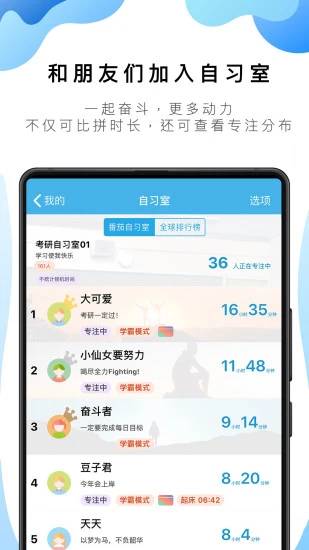 和朋友们加入自习室
一起奋斗，更多动力
不仅可比拼时长，还可查看专注分布
我的 自习室 选项
番茄自习室 全球排行榜
考研自习室01
学习使我快乐
161人
36 人正在专注中
不统计挂机时间
1 大可爱
考研一定过！
专注中 学霸模式
16小时35分钟
2 小仙女要努力
竭尽全力Fighting!
专注中 学霸模式
11小时48分钟
3 奋斗者
一定要完成每日目标
学霸模式
9小时14分钟
4 豆子君
今年会上岸
专注中 学霸模式 起床 06:42
8小时20分钟
5 天天
以梦为马，不负韶华
专注中 学霸模式
8小时4分钟